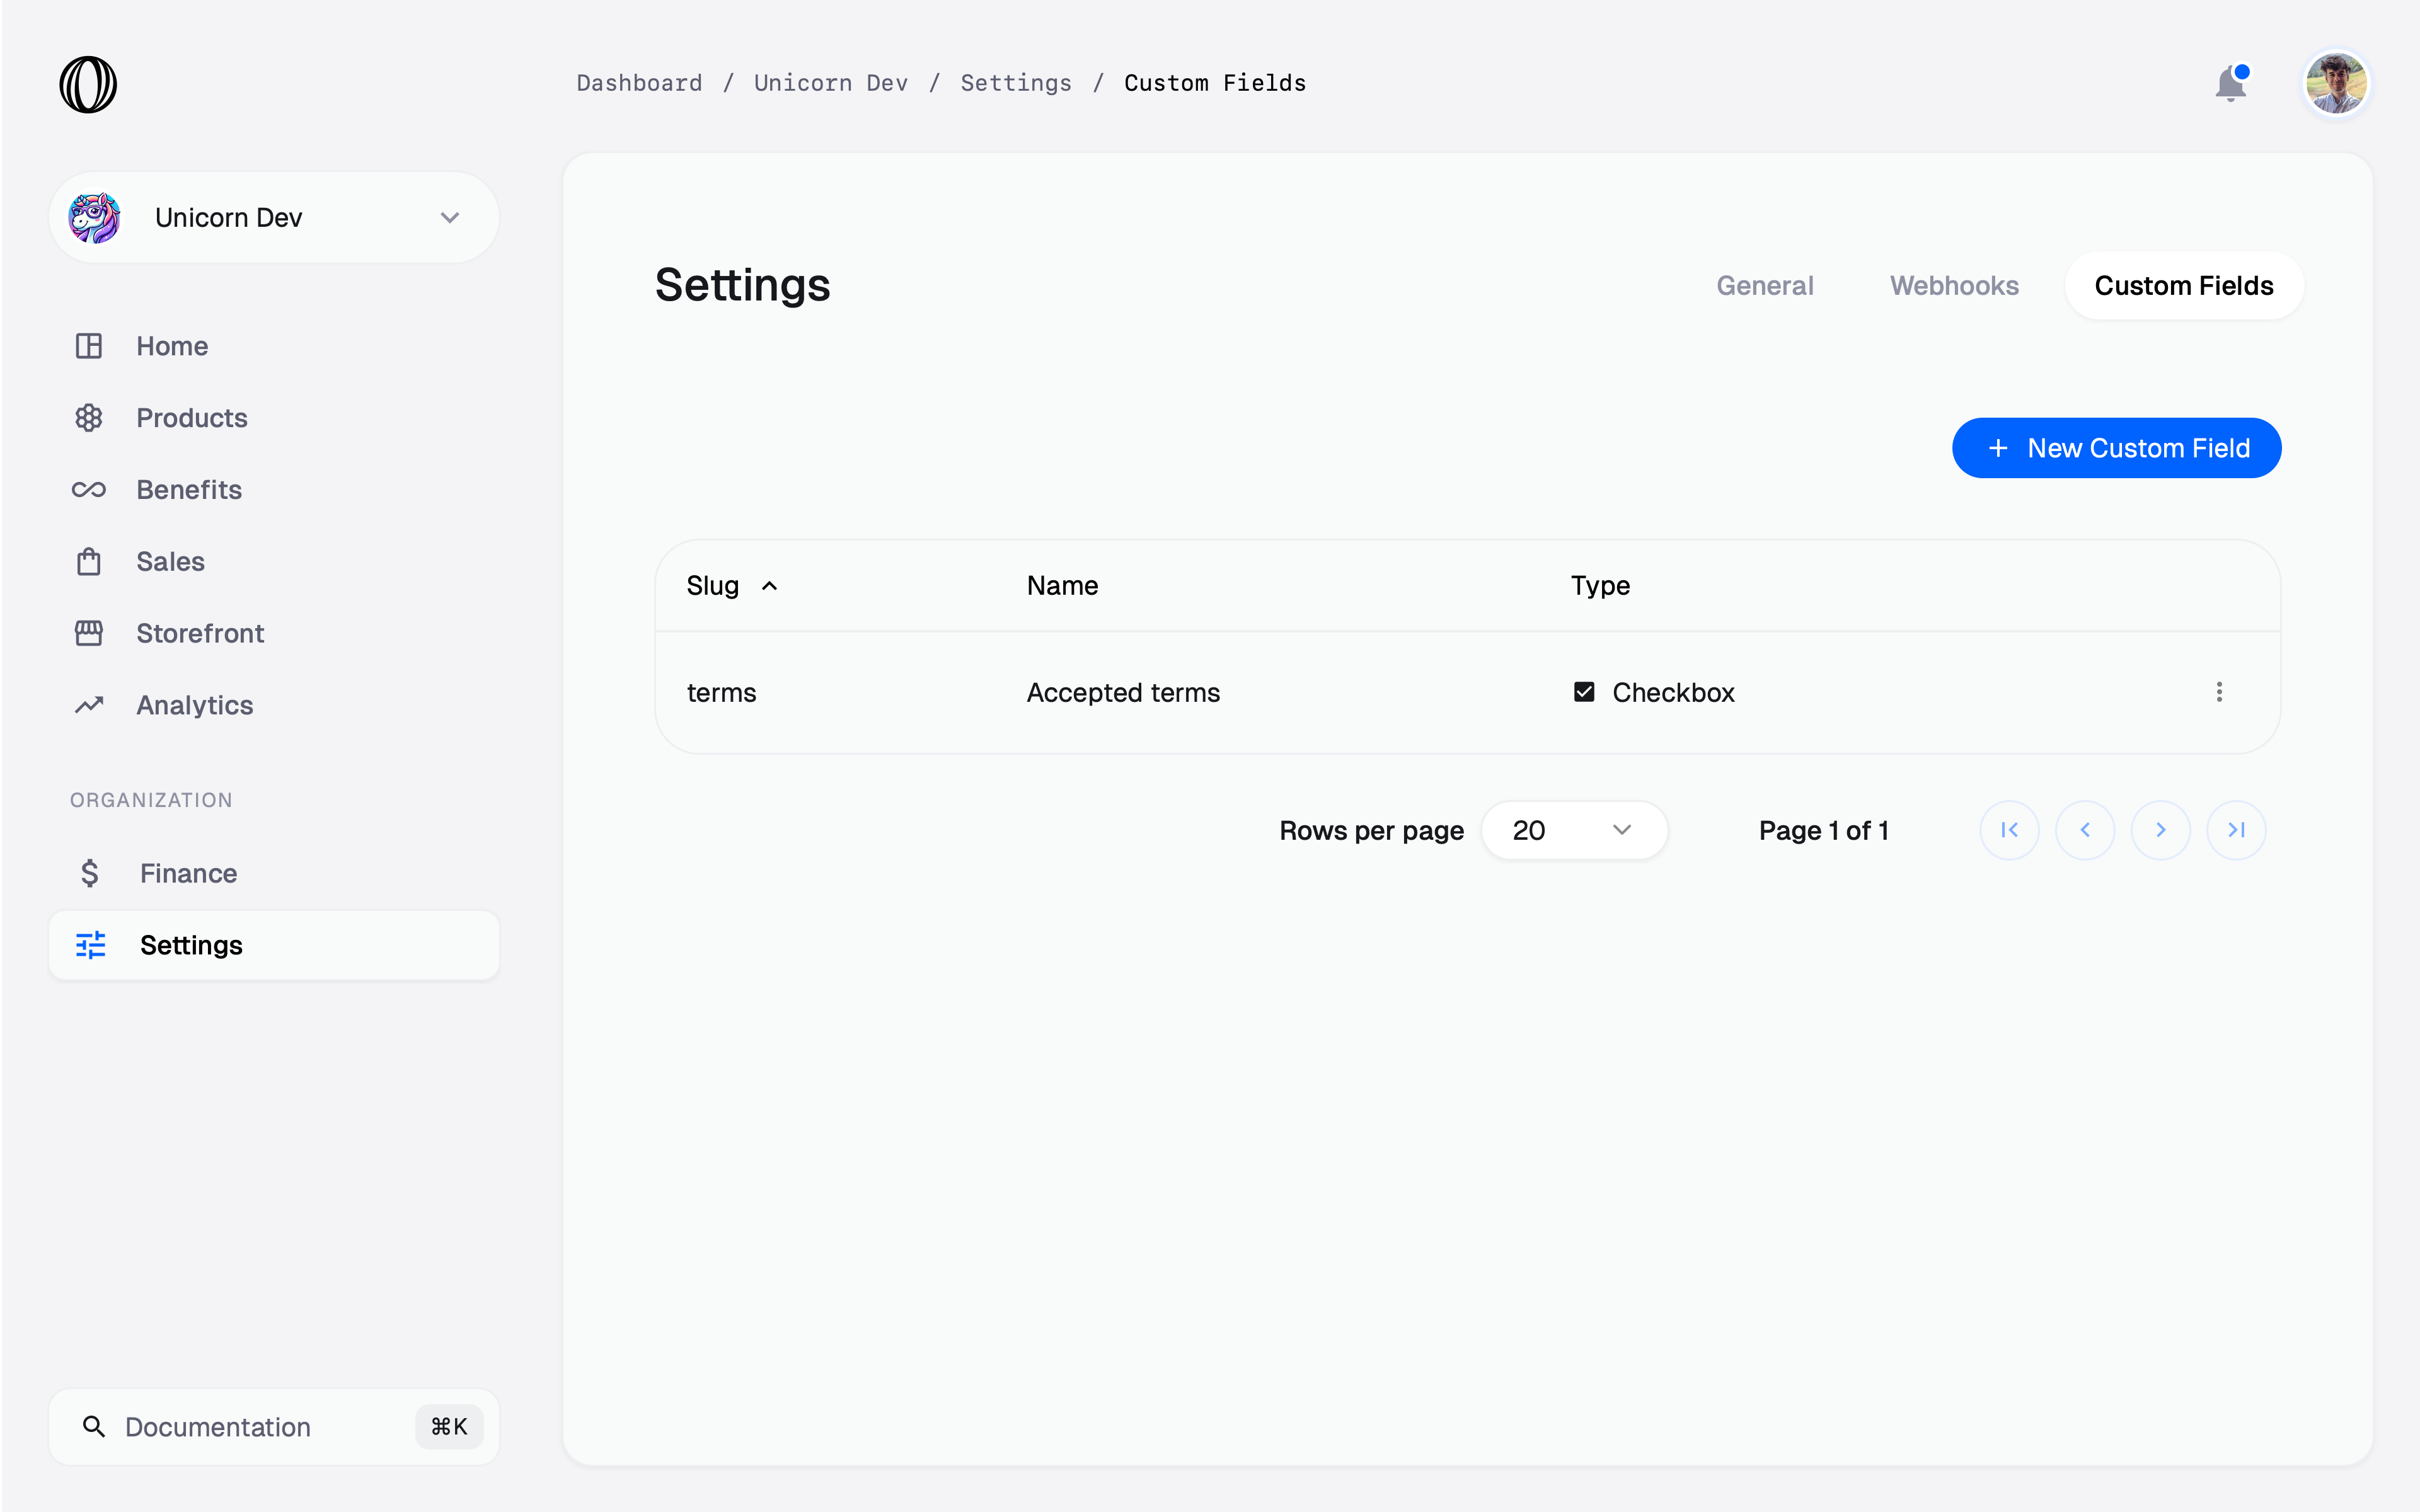 Dashboard / Unicorn Dev / Settings / Custom Fields
Unicorn Dev
Home
Products
Benefits
Sales
Storefront
Analytics
ORGANIZATION
Finance
Settings
Documentation ⌘K
Settings
General Webhooks Custom Fields
+ New Custom Field
Slug Name Type
terms Accepted terms Checkbox
Rows per page 20 Page 1 of 1